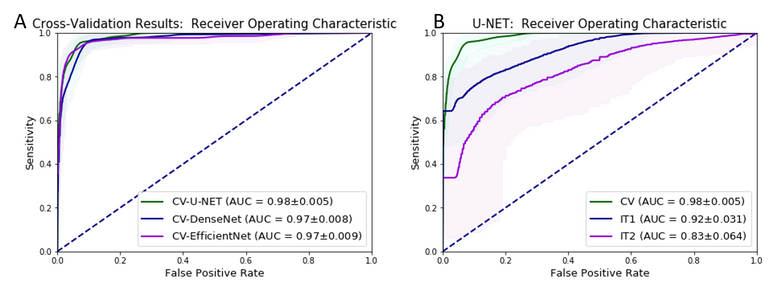 A Cross-Validation Results: Receiver Operating Characteristic
1.0
0.8
0.6
0.4
0.2
0.0
Sensitivity
CV-U-NET (AUC = 0.98±0.005)
CV-DenseNet (AUC = 0.97±0.008)
CV-EfficientNet (AUC = 0.97±0.009)
0.0 0.2 0.4 0.6 0.8 1.0
False Positive Rate
B U-NET: Receiver Operating Characteristic
1.0
0.8
0.6
0.4
0.2
0.0
Sensitivity
CV (AUC = 0.98±0.005)
IT1 (AUC = 0.92±0.031)
IT2 (AUC = 0.83±0.064)
0.0 0.2 0.4 0.6 0.8 1.0
False Positive Rate